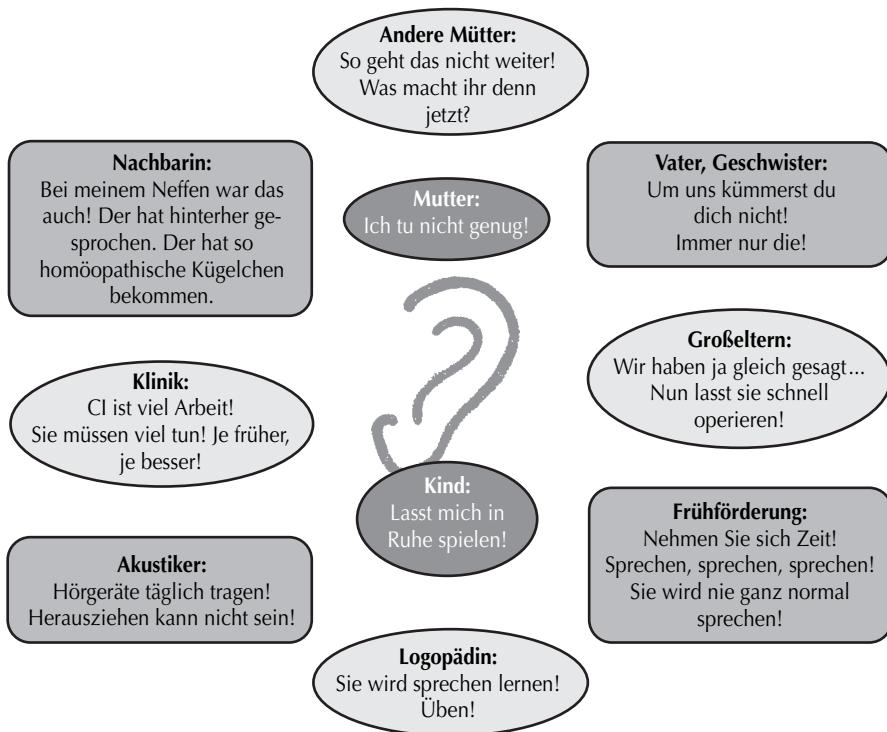 Andere Mütter:
So geht das nicht weiter!
Was macht ihr denn
jetzt?
Nachbarin:
Bei meinem Neffen war das
auch! Der hat hinterher ge-
sprochen. Der hat so
homöopathische Kügelchen
bekommen.
Mutter:
Ich tu nicht genug!
Vater, Geschwister:
Um uns kümmerst du
dich nicht!
Immer nur die!
Klinik:
CI ist viel Arbeit!
Sie müssen viel tun! Je früher,
je besser!
Großeltern:
Wir haben ja gleich gesagt...
Nun lasst sie schnell
operieren!
Kind:
Lasst mich in
Ruhe spielen!
Akustiker:
Hörgeräte täglich tragen!
Herausziehen kann nicht sein!
Frühförderung:
Nehmen Sie sich Zeit!
Sprechen, sprechen, sprechen!
Sie wird nie ganz normal
sprechen!
Logopädin:
Sie wird sprechen lernen!
Üben!